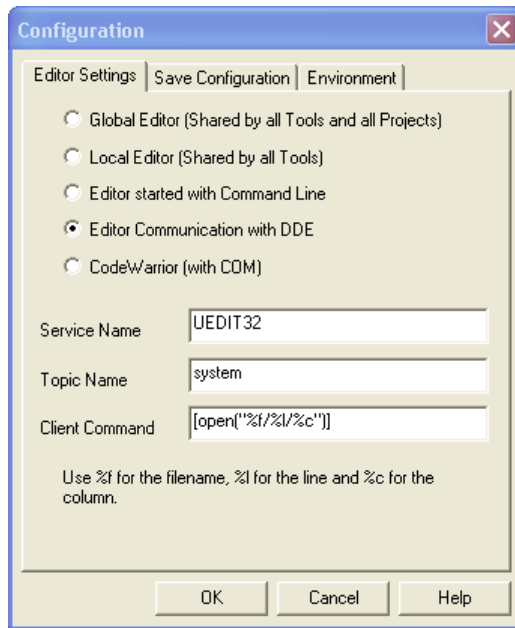 Configuration
Editor Settings
Save Configuration
Environment
Global Editor (Shared by all Tools and all Projects)
Local Editor (Shared by all Tools)
Editor started with Command Line
Editor Communication with DDE
CodeWarrior (with COM)
Service Name
UEDIT32
Topic Name
system
Client Command
[open("%f/%l/%c")]
Use %f for the filename, %l for the line and %c for the
column.
OK
Cancel
Help